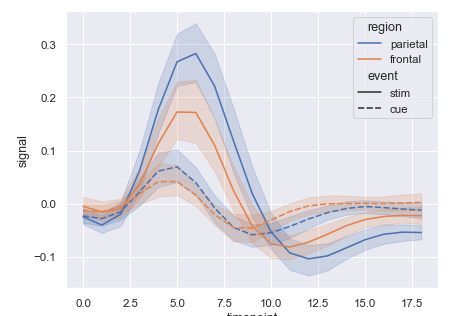 region
parietal
frontal
event
stim
cue
signal
0.3
0.2
0.1
0.0
−0.1
0.0
2.5
5.0
7.5
10.0
12.5
15.0
17.5
timepoint